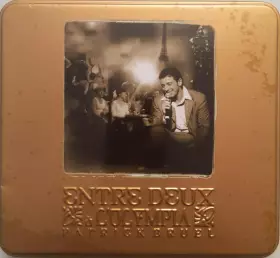 ENTRE DEUX
à L'OLYMPIA
PATRICK BRUEL